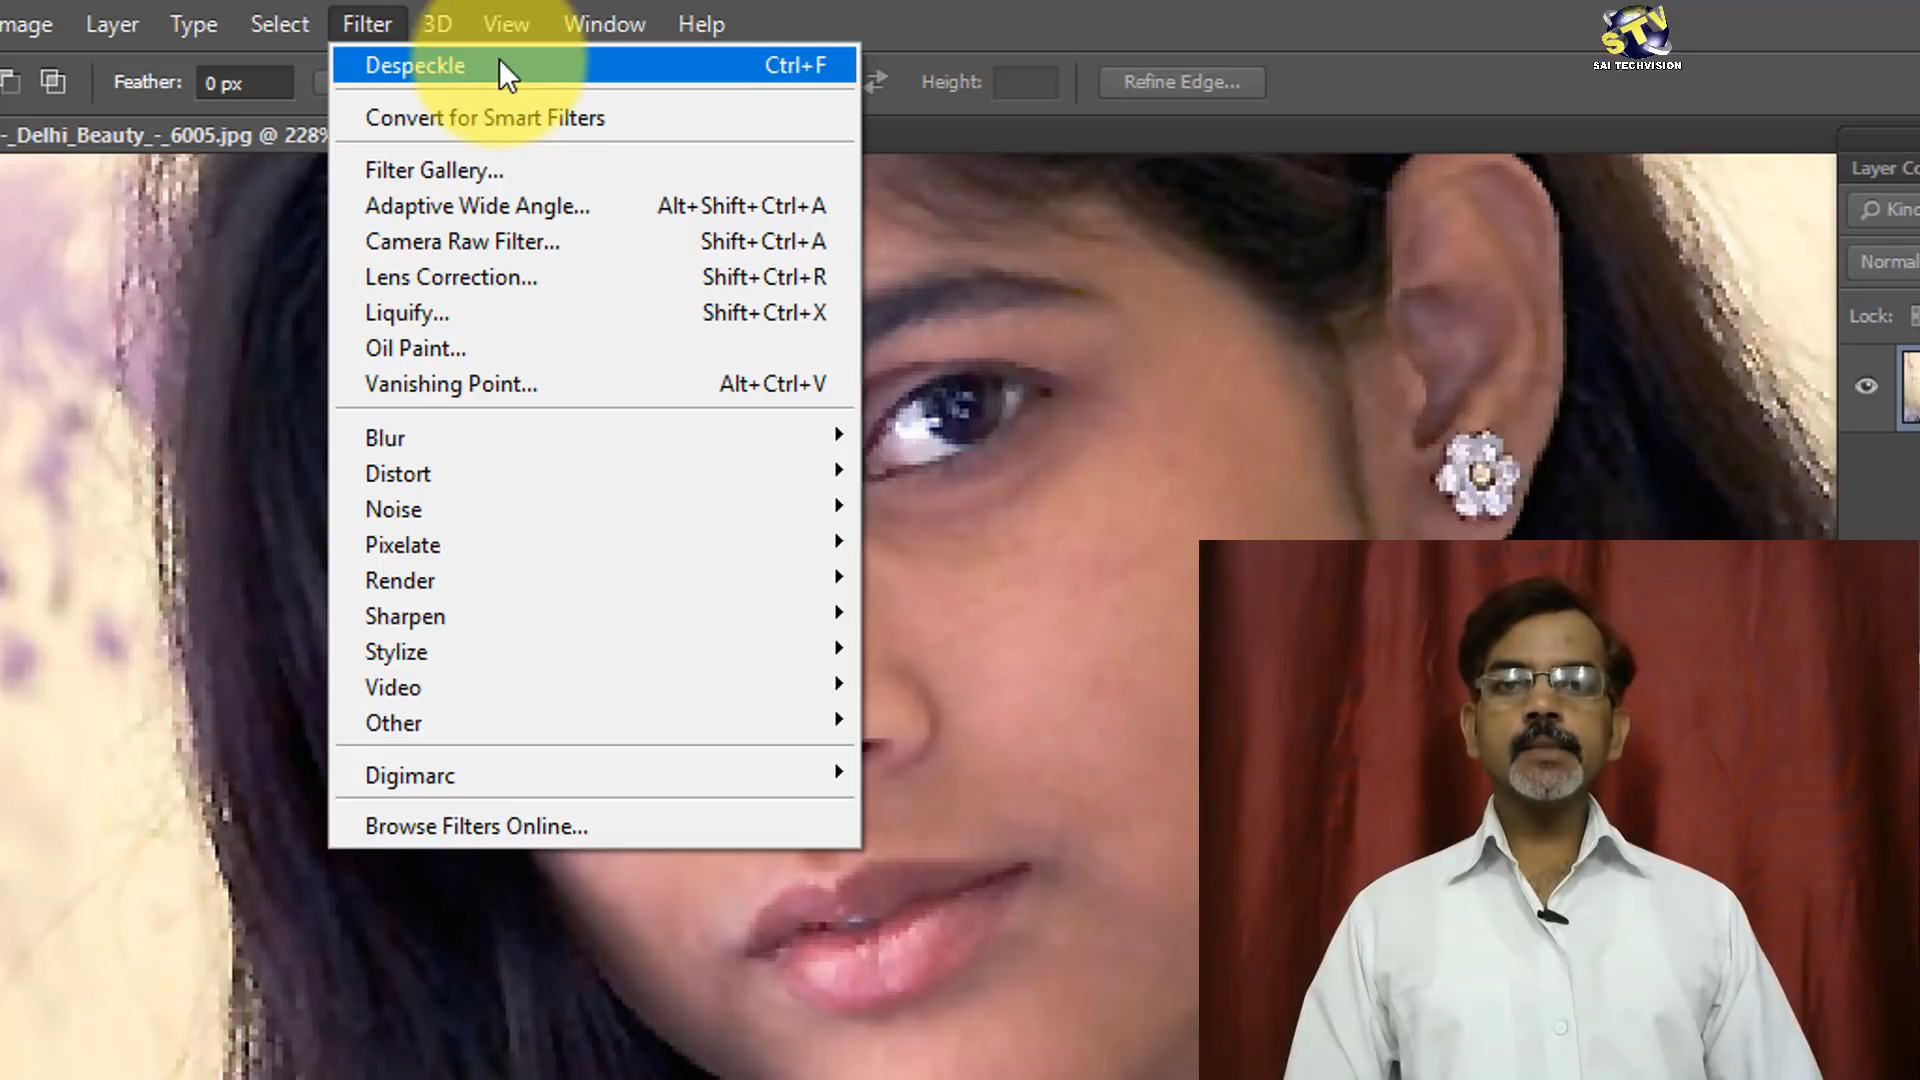 mage Layer Type Select Filter 3D View Window Help
STV
SAI TECHVISION
Feather: 0 px Height: Refine Edge...
-_Delhi_Beauty_-_6005.jpg @ 228%
Despeckle Ctrl+F
Convert for Smart Filters
Filter Gallery...
Adaptive Wide Angle... Alt+Shift+Ctrl+A
Camera Raw Filter... Shift+Ctrl+A
Lens Correction... Shift+Ctrl+R
Liquify... Shift+Ctrl+X
Oil Paint...
Vanishing Point... Alt+Ctrl+V
Blur
Distort
Noise
Pixelate
Render
Sharpen
Stylize
Video
Other
Digimarc
Browse Filters Online...
Layer Co
Kind
Normal
Lock: